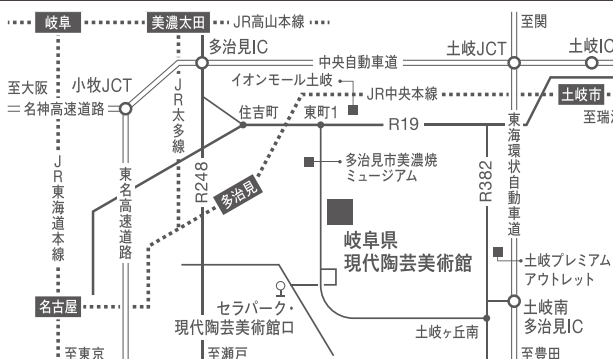 岐阜
美濃太田
JR高山本線
至関
多治見IC
土岐JCT
土岐IC
中央自動車道
小牧JCT
至大阪
名神高速道路
イオンモール土岐
JR中央本線
土岐市
住吉町
東町1
R19
JR太多線
R248
多治見
多治見市美濃焼
ミュージアム
R382
東海環状自動車道
JR東海道本線
東名高速道路
岐阜県
現代陶芸美術館
土岐プレミアム
アウトレット
名古屋
セラパーク・
現代陶芸美術館口
土岐南
多治見IC
土岐ヶ丘南
至東京
至瀬戸
至豊田